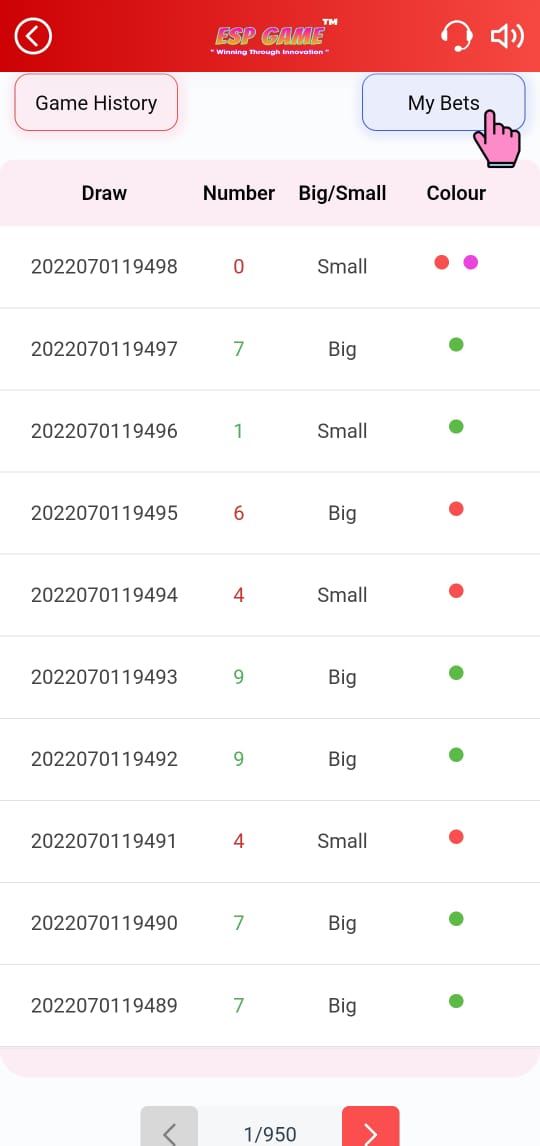 ESP GAME™
" Winning Through Innovation "
Game History My Bets
Draw Number Big/Small Colour
2022070119498 0 Small
2022070119497 7 Big
2022070119496 1 Small
2022070119495 6 Big
2022070119494 4 Small
2022070119493 9 Big
2022070119492 9 Big
2022070119491 4 Small
2022070119490 7 Big
2022070119489 7 Big
1/950